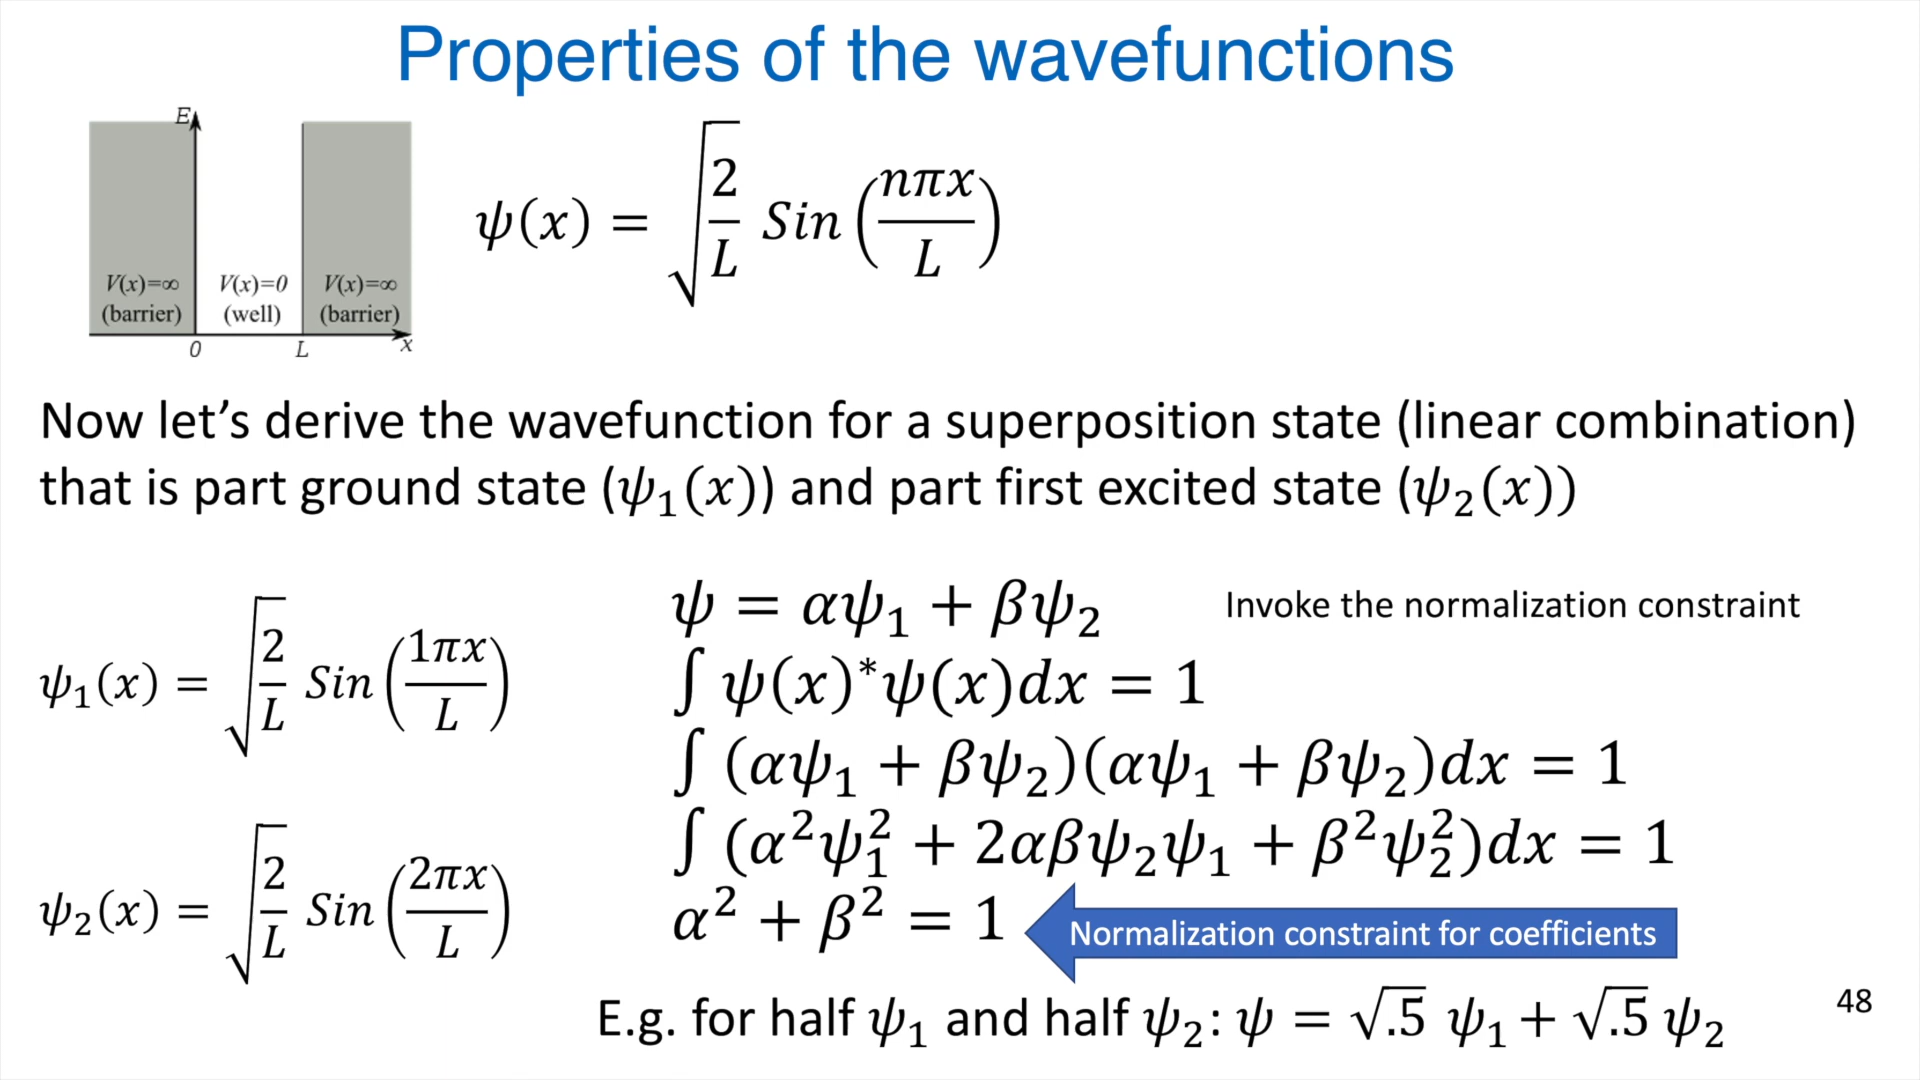 Properties of the wavefunctions
E
V(x)=∞ V(x)=0 V(x)=∞
(barrier) (well) (barrier)
0 L x
ψ(x) = √(2/L) Sin(nπx/L)
Now let’s derive the wavefunction for a superposition state (linear combination)
that is part ground state (ψ₁(x)) and part first excited state (ψ₂(x))
ψ₁(x) = √(2/L) Sin(1πx/L)
ψ₂(x) = √(2/L) Sin(2πx/L)
ψ = αψ₁ + βψ₂
Invoke the normalization constraint
∫ ψ(x)*ψ(x)dx = 1
∫ (αψ₁ + βψ₂)(αψ₁ + βψ₂)dx = 1
∫ (α²ψ₁² + 2αβψ₂ψ₁ + β²ψ₂²)dx = 1
α² + β² = 1
Normalization constraint for coefficients
E.g. for half ψ₁ and half ψ₂: ψ = √.5 ψ₁ + √.5 ψ₂
48